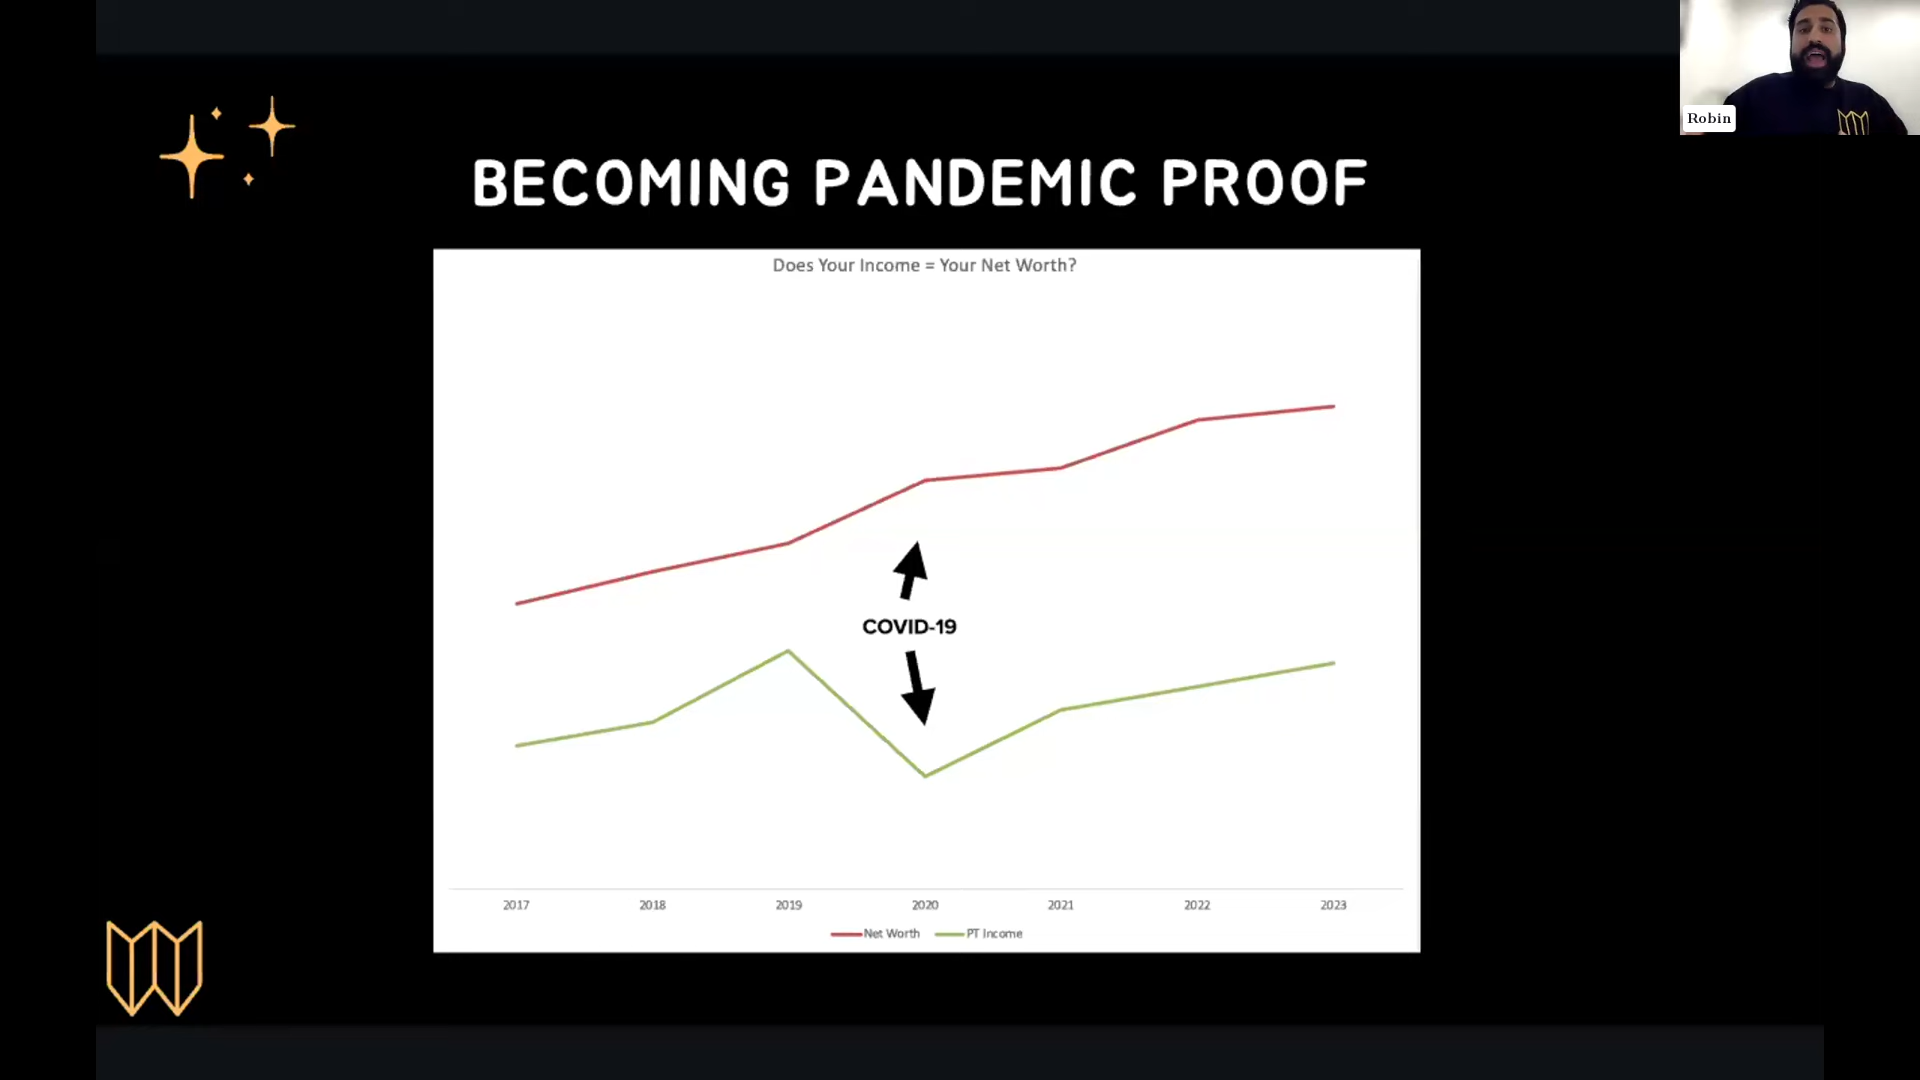 Robin
BECOMING PANDEMIC PROOF
Does Your Income = Your Net Worth?
COVID-19
2017 2018 2019 2020 2021 2022 2023
Net Worth PT Income